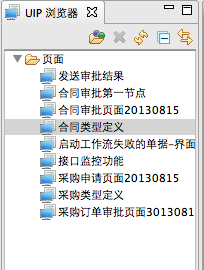 UIP 浏览器
页面
发送审批结果
合同审批第一节点
合同审批页面20130815
合同类型定义
启动工作流失败的单据-界面
接口监控功能
采购申请页面20130815
采购类型定义
采购订单审批页面3013081